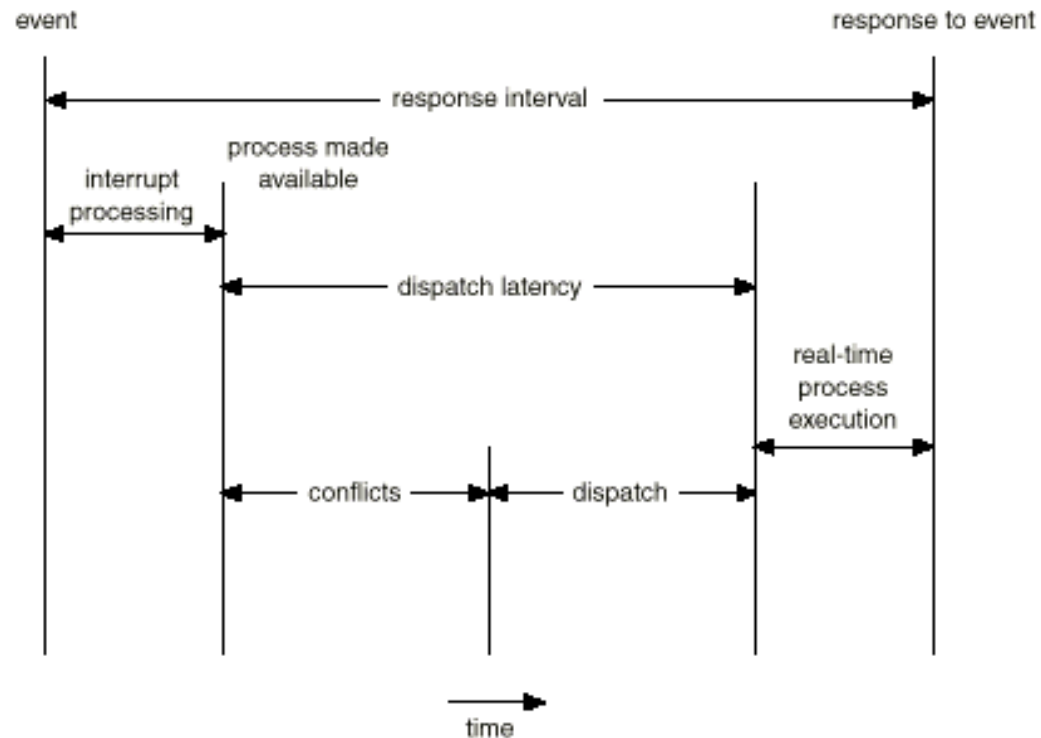 event
response to event
response interval
process made
available
interrupt
processing
dispatch latency
real-time
process
execution
conflicts
dispatch
time